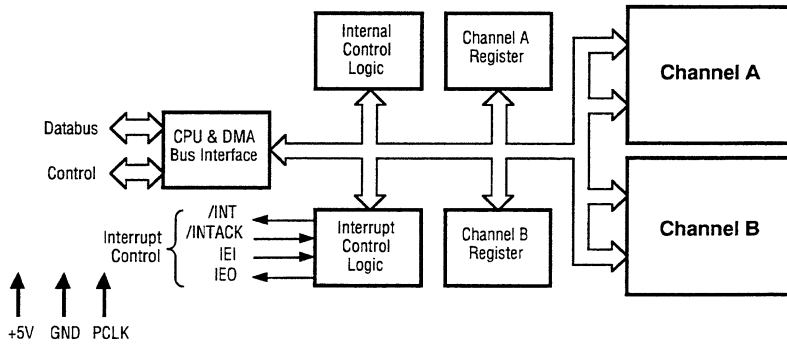 Internal
Control
Logic
Channel A
Register
Channel A
Databus
CPU & DMA
Bus Interface
Control
Channel B
Interrupt
Control
/INT
/INTACK
IEI
IEO
Interrupt
Control
Logic
Channel B
Register
+5V GND PCLK